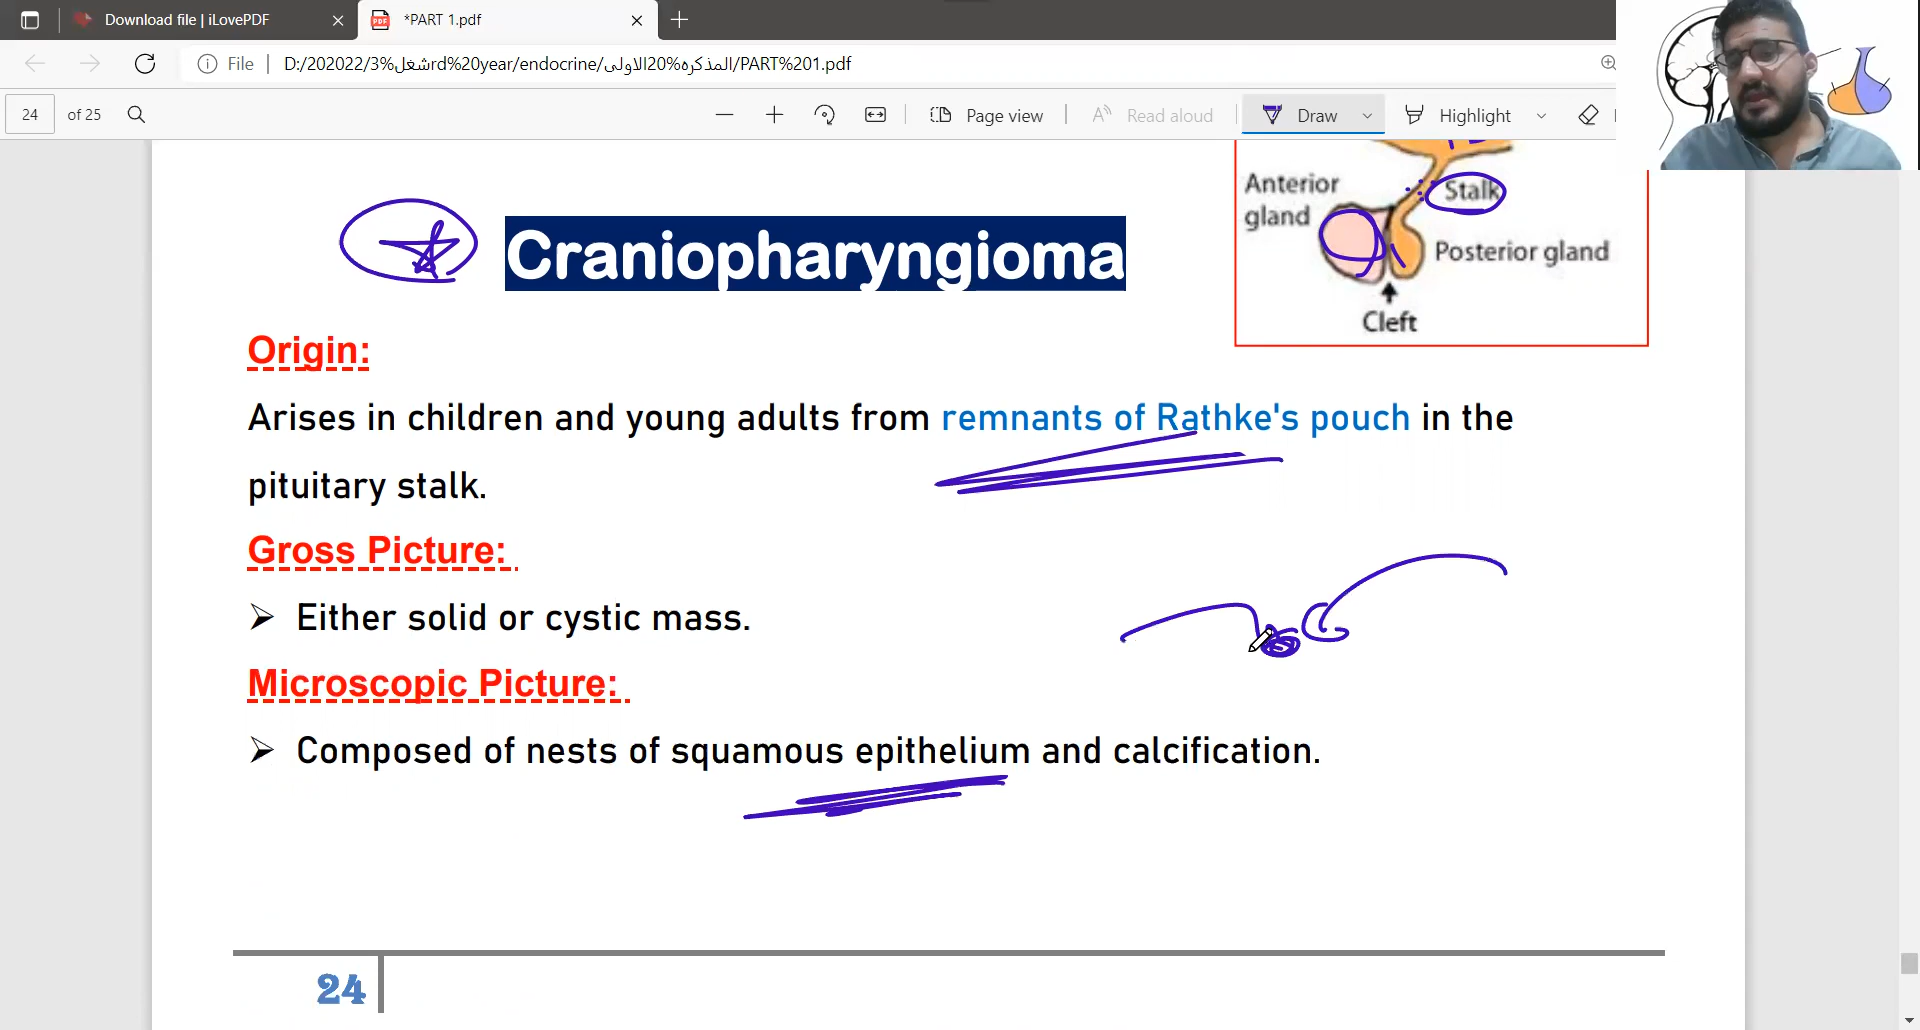 Download file | iLovePDF
*PART 1.pdf
File
D:/202022/3%شغلrd%20year/endocrine/المذكره%20الاولى/PART%201.pdf
24 of 25
Page view
Read aloud
Draw
Highlight
Anterior
gland
Stalk
Posterior gland
Cleft
Craniopharyngioma
Origin:
Arises in children and young adults from remnants of Rathke's pouch in the
pituitary stalk.
Gross Picture:
➢ Either solid or cystic mass.
Microscopic Picture:
➢ Composed of nests of squamous epithelium and calcification.
24